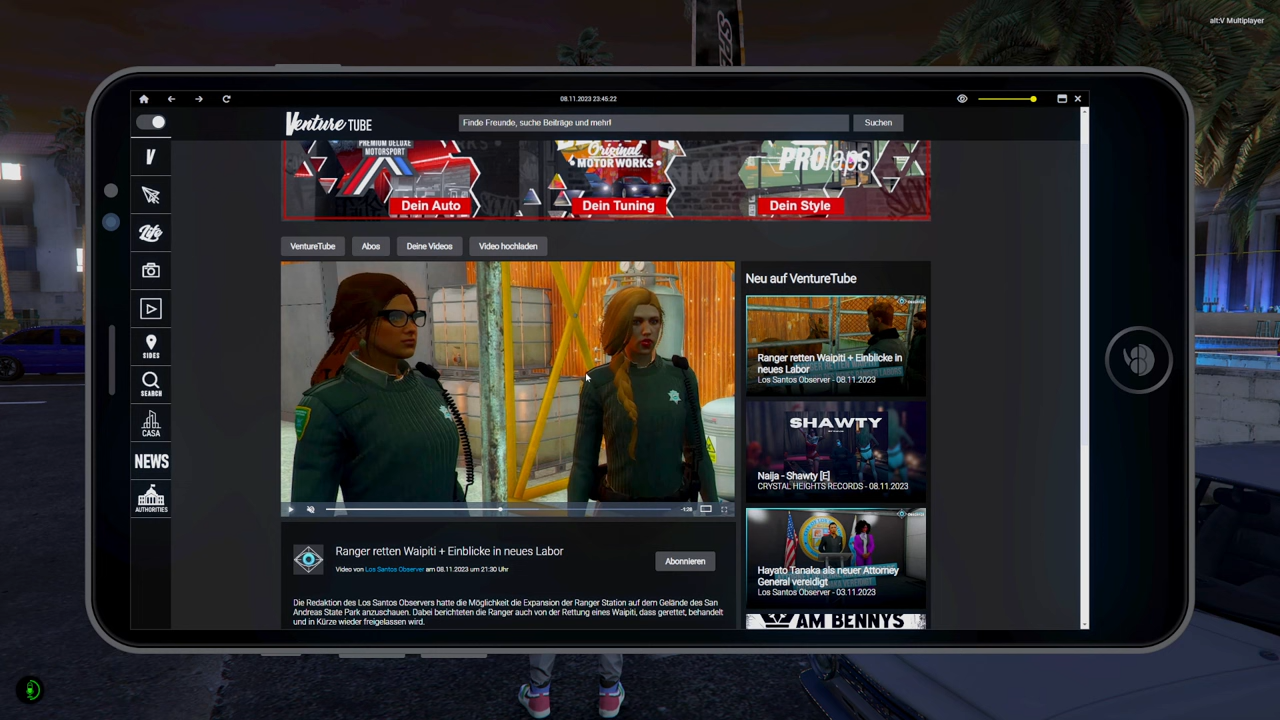 alt:V Multiplayer
08.11.2023 23:45:22
Venture TUBE
Finde Freunde, suche Beiträge und mehr!
Suchen
PREMIUM DELUXE
MOTORSPORT
Original
MOTOR WORKS
PROlaps
Dein Auto
Dein Tuning
Dein Style
V
Life
SIDES
SEARCH
CASA
NEWS
AUTHORITIES
VentureTube
Abos
Deine Videos
Video hochladen
-1:28
Ranger retten Waipiti + Einblicke in neues Labor
Video von Los Santos Observer am 08.11.2023 um 21:30 Uhr
Abonnieren
Die Redaktion des Los Santos Observers hatte die Möglichkeit die Expansion der Ranger Station auf dem Gelände des San
Andreas State Park anzuschauen. Dabei berichteten die Ranger auch von der Rettung eines Waipiti, dass gerettet, behandelt
und in Kürze wieder freigelassen wird.
Neu auf VentureTube
Ranger retten Waipiti + Einblicke in
neues Labor
Los Santos Observer - 08.11.2023
SHAWTY
Naija - Shawty [E]
CRYSTAL HEIGHTS RECORDS - 08.11.2023
Hayato Tanaka als neuer Attorney
General vereidigt
Los Santos Observer - 03.11.2023
AM BENNYS